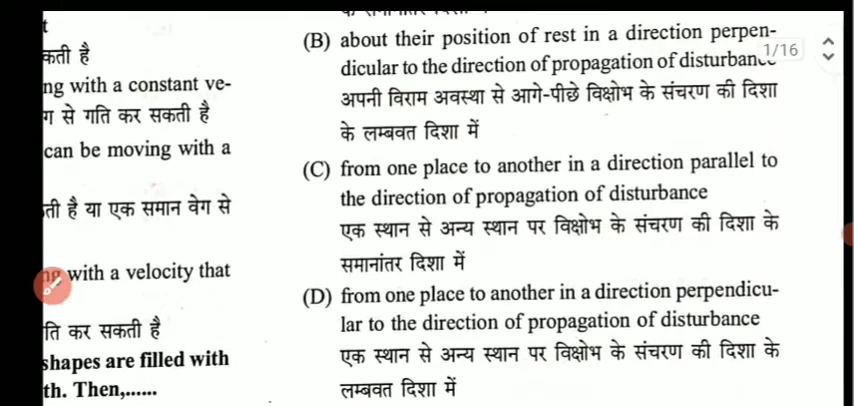 t
कती है
ng with a constant ve-
ग से गति कर सकती है
can be moving with a
ती है या एक समान वेग से
with a velocity that
ति कर सकती है
shapes are filled with
th. Then,......
(B) about their position of rest in a direction perpen-
dicular to the direction of propagation of disturbance
अपनी विराम अवस्था से आगे-पीछे विक्षोभ के संचरण की दिशा
के लम्बवत दिशा में
(C) from one place to another in a direction parallel to
the direction of propagation of disturbance
एक स्थान से अन्य स्थान पर विक्षोभ के संचरण की दिशा के
समानांतर दिशा में
(D) from one place to another in a direction perpendicu-
lar to the direction of propagation of disturbance
एक स्थान से अन्य स्थान पर विक्षोभ के संचरण की दिशा के
लम्बवत दिशा में
1/16